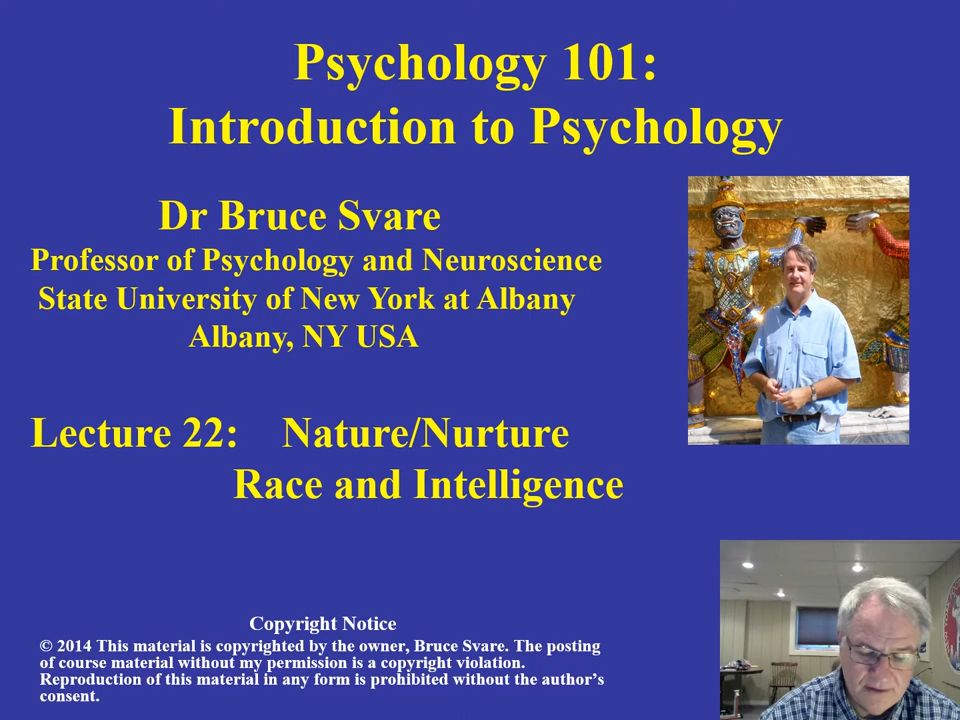 Psychology 101:
Introduction to Psychology
Dr Bruce Svare
Professor of Psychology and Neuroscience
State University of New York at Albany
Albany, NY USA
Lecture 22: Nature/Nurture
Race and Intelligence
Copyright Notice
© 2014 This material is copyrighted by the owner, Bruce Svare. The posting
of course material without my permission is a copyright violation.
Reproduction of this material in any form is prohibited without the author’s
consent.